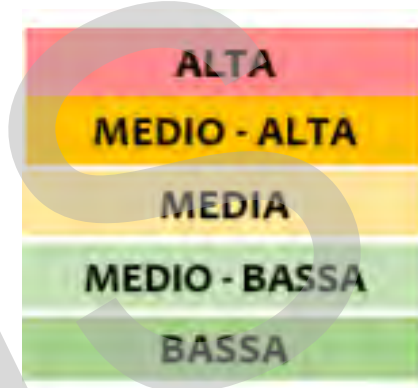 ALTA
MEDIO - ALTA
MEDIA
MEDIO - BASSA
BASSA